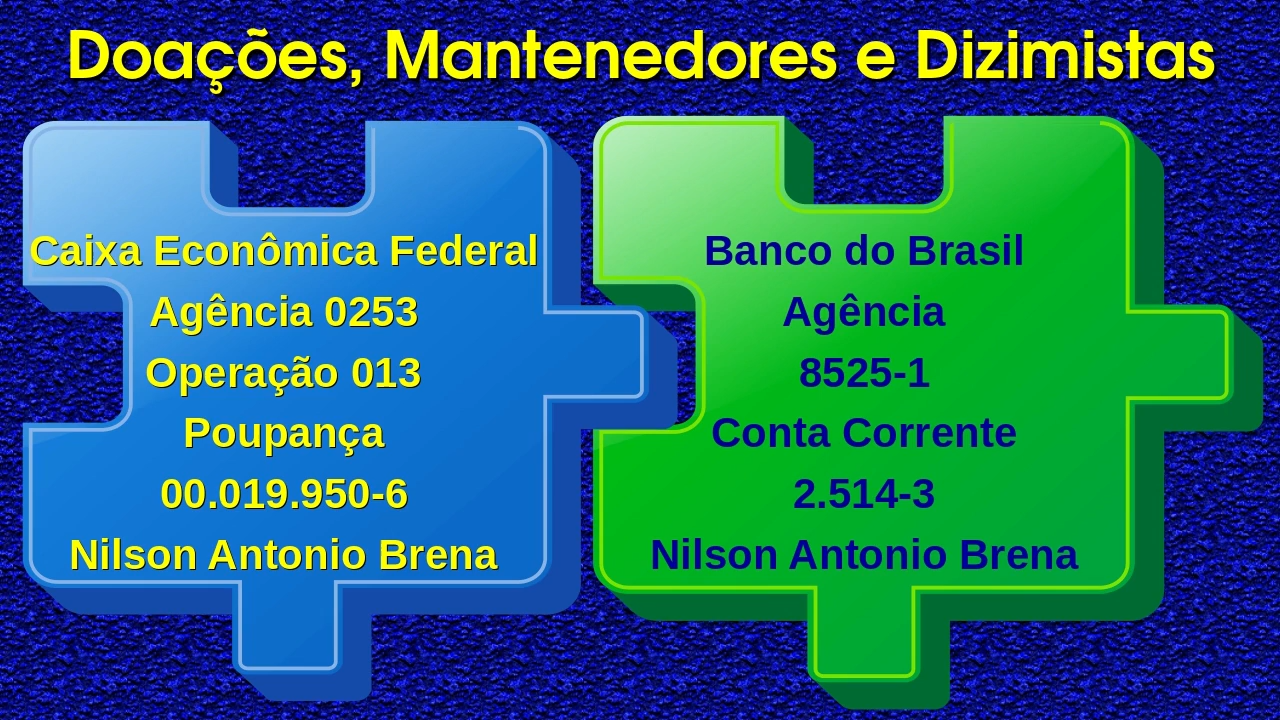 Doações, Mantenedores e Dizimistas
Caixa Econômica Federal
Agência 0253
Operação 013
Poupança
00.019.950-6
Nilson Antonio Brena
Banco do Brasil
Agência
8525-1
Conta Corrente
2.514-3
Nilson Antonio Brena